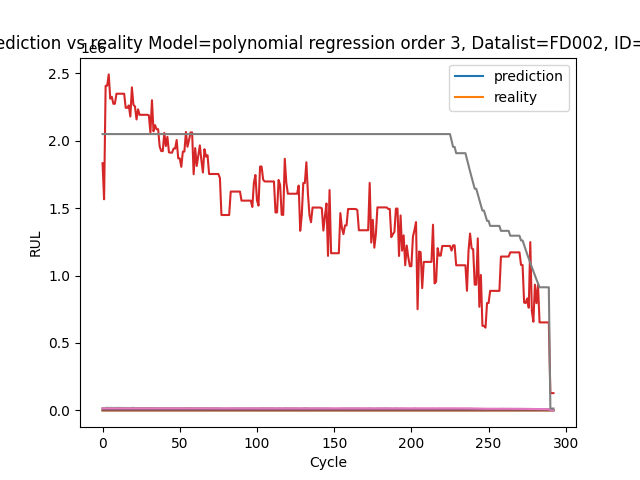 ediction vs reality Model=polynomial regression order 3, Datalist=FD002, ID=
1e6
prediction
reality
2.5
2.0
1.5
1.0
0.5
0.0
RUL
0 50 100 150 200 250 300
Cycle